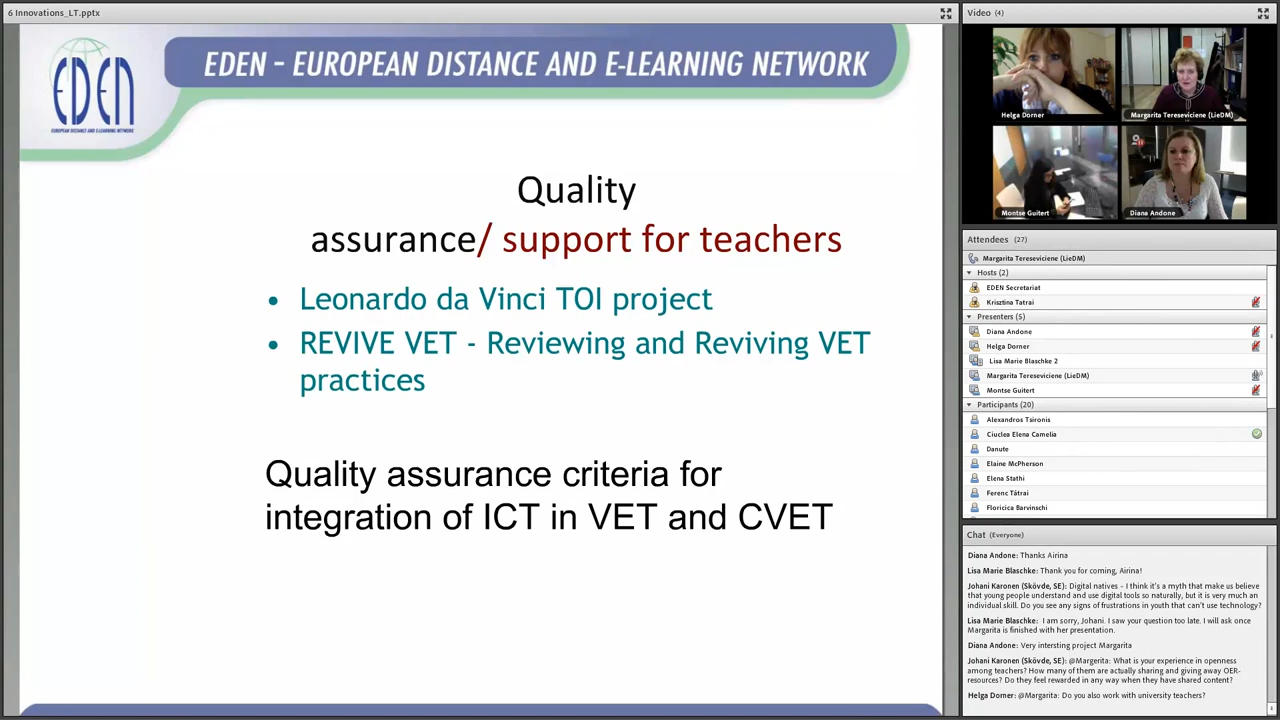 6 Innovations_LT.pptx
EDEN
EUROPEAN DISTANCE AND E-LEARNING NETWORK
EDEN – EUROPEAN DISTANCE AND E-LEARNING NETWORK
Quality
assurance/ support for teachers
• Leonardo da Vinci TOI project
• REVIVE VET - Reviewing and Reviving VET
practices
Quality assurance criteria for
integration of ICT in VET and CVET
Video (4)
Helga Dorner
Margarita Tereseviciene (LieDM)
Montse Guitert
Diana Andone
Attendees (27)
Margarita Tereseviciene (LieDM)
Hosts (2)
EDEN Secretariat
Krisztina Tatrai
Presenters (5)
Diana Andone
Helga Dorner
Lisa Marie Blaschke 2
Margarita Tereseviciene (LieDM)
Montse Guitert
Participants (20)
Alexandros Tsironis
Ciuclea Elena Camelia
Danute
Elaine McPherson
Elena Stathi
Ferenc Tátrai
Floricica Barvinschi
Chat (Everyone)
Diana Andone: Thanks Airina
Lisa Marie Blaschke: Thank you for coming, Airina!
Johani Karonen (Skövde, SE): Digital natives - I think it's a myth that make us believe
that young people understand and use digital tools so naturally, but it is very much an
individual skill. Do you see any signs of frustrations in youth that can't use technology?
Lisa Marie Blaschke: I am sorry, Johani. I saw your question too late. I will ask once
Margarita is finished with her presentation.
Diana Andone: Very intersting project Margarita
Johani Karonen (Skövde, SE): @Margerita: What is your experience in openness
among teachers? How many of them are actually sharing and giving away OER-
resources? Do they feel rewarded in any way when they have shared content?
Helga Dorner: @Margarita: Do you also work with university teachers?